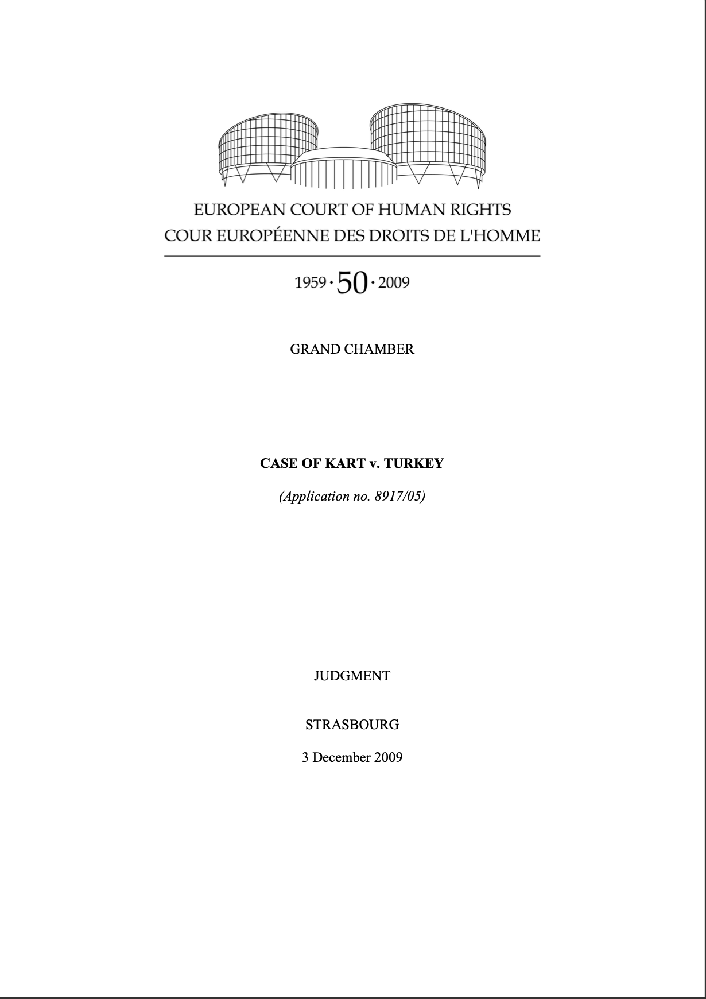 EUROPEAN COURT OF HUMAN RIGHTS
COUR EUROPÉENNE DES DROITS DE L'HOMME
1959 · 50 · 2009
GRAND CHAMBER
CASE OF KART v. TURKEY
(Application no. 8917/05)
JUDGMENT
STRASBOURG
3 December 2009